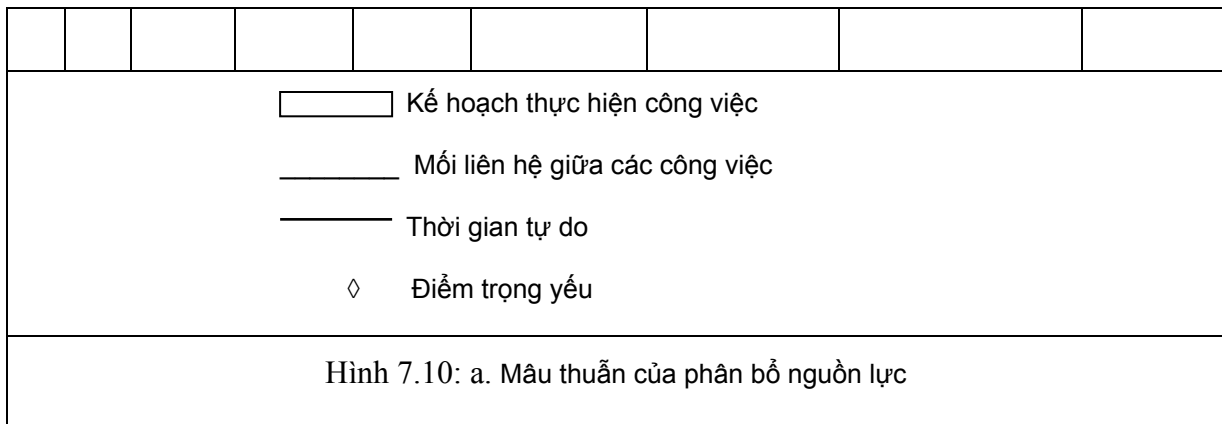 Kế hoạch thực hiện công việc
Mối liên hệ giữa các công việc
Thời gian tự do
◊ Điểm trọng yếu
Hình 7.10: a. Mâu thuẫn của phân bổ nguồn lực